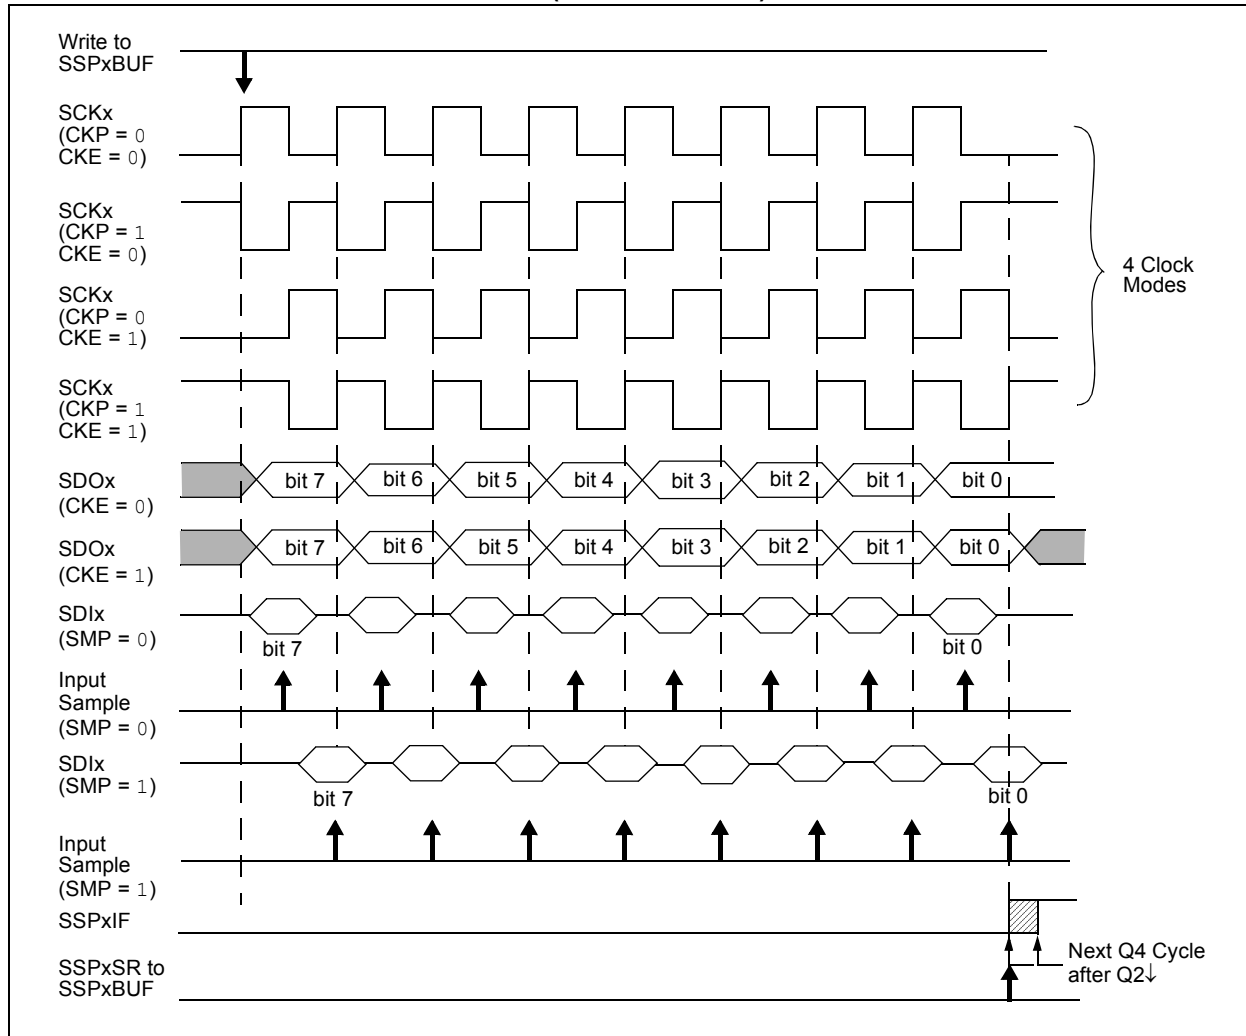 Write to
SSPxBUF
SCKx
(CKP = 0
CKE = 0)
SCKx
(CKP = 1
CKE = 0)
4 Clock
Modes
SCKx
(CKP = 0
CKE = 1)
SCKx
(CKP = 1
CKE = 1)
SDOx
(CKE = 0)
bit 7 bit 6 bit 5 bit 4 bit 3 bit 2 bit 1 bit 0
SDOx
(CKE = 1)
bit 7 bit 6 bit 5 bit 4 bit 3 bit 2 bit 1 bit 0
SDIx
(SMP = 0)
bit 7 bit 0
Input
Sample
(SMP = 0)
SDIx
(SMP = 1)
bit 7 bit 0
Input
Sample
(SMP = 1)
SSPxIF
SSPxSR to
SSPxBUF
Next Q4 Cycle
after Q2↓